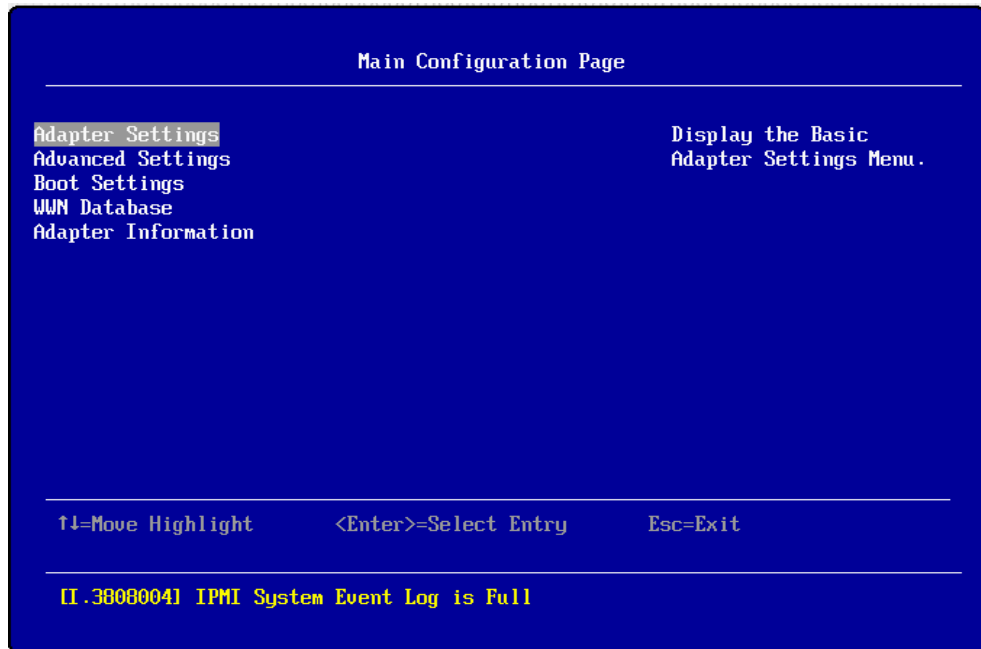 Main Configuration Page
Adapter Settings
Advanced Settings
Boot Settings
WWN Database
Adapter Information
Display the Basic
Adapter Settings Menu.
↑↓=Move Highlight <Enter>=Select Entry Esc=Exit
[I.3808004] IPMI System Event Log is Full